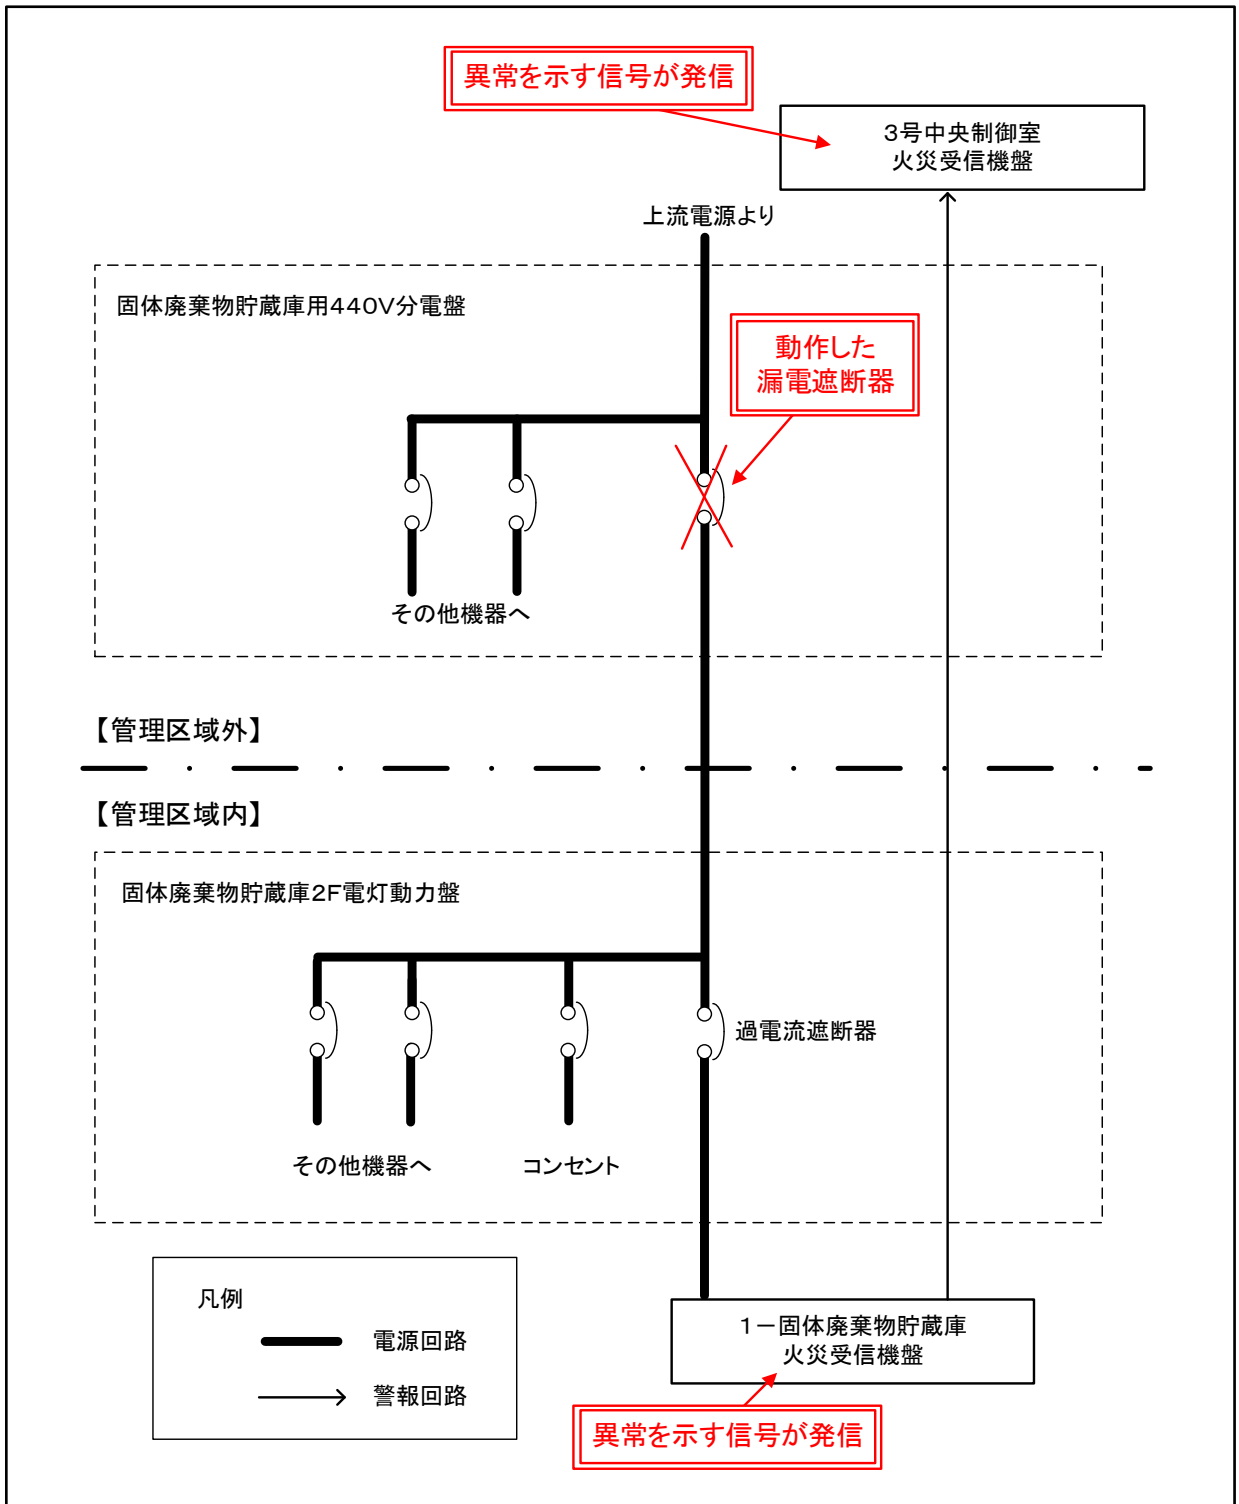 異常を示す信号が発信
3号中央制御室
火災受信機盤
上流電源より
固体廃棄物貯蔵庫用440V分電盤
動作した
漏電遮断器
その他機器へ
【管理区域外】
【管理区域内】
固体廃棄物貯蔵庫2F電灯動力盤
過電流遮断器
その他機器へ
コンセント
凡例
電源回路
警報回路
1－固体廃棄物貯蔵庫
火災受信機盤
異常を示す信号が発信